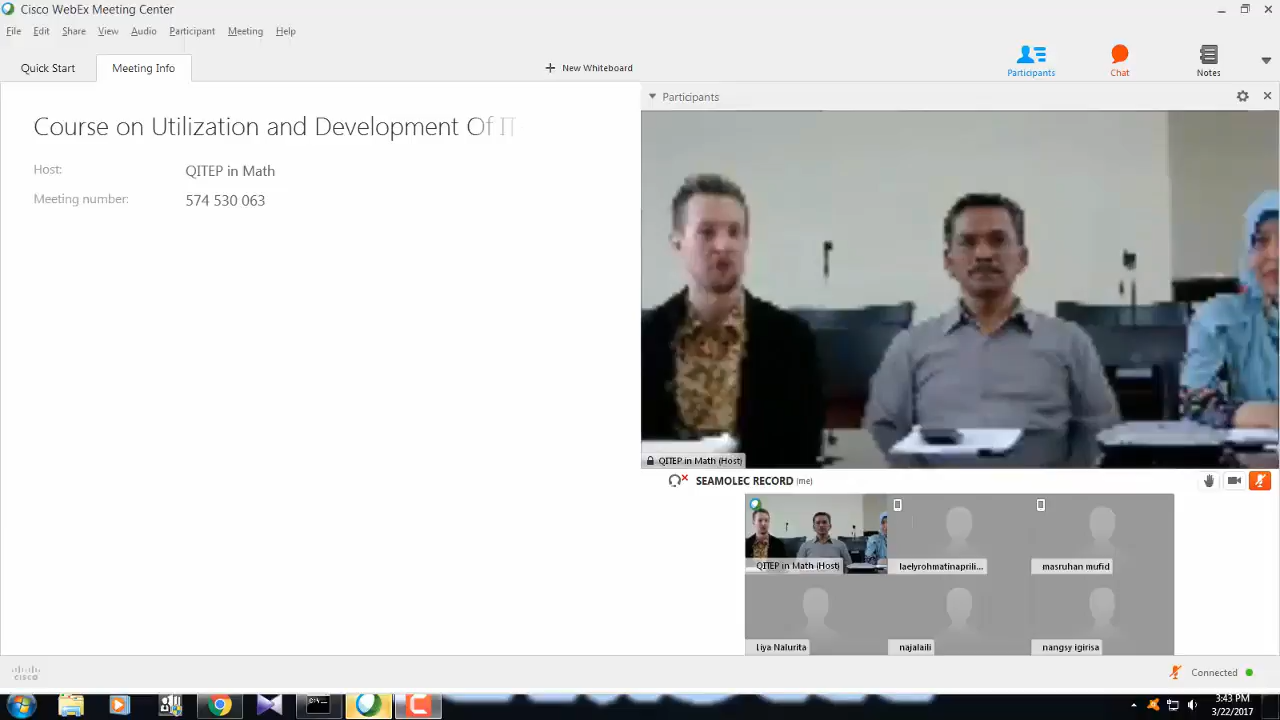 Cisco WebEx Meeting Center
File Edit Share View Audio Participant Meeting Help
Quick Start Meeting Info New Whiteboard Participants Chat Notes
Participants
Course on Utilization and Development Of IT
Host: QITEP in Math
Meeting number: 574 530 063
QITEP in Math (Host)
SEAMOLEC RECORD (me)
QITEP in Math (Host) laelyrohmatinaprili... masruhan mufid
Liya Nalurita najalaili nangsy igirisa
cisco
Connected
3:43 PM
3/22/2017